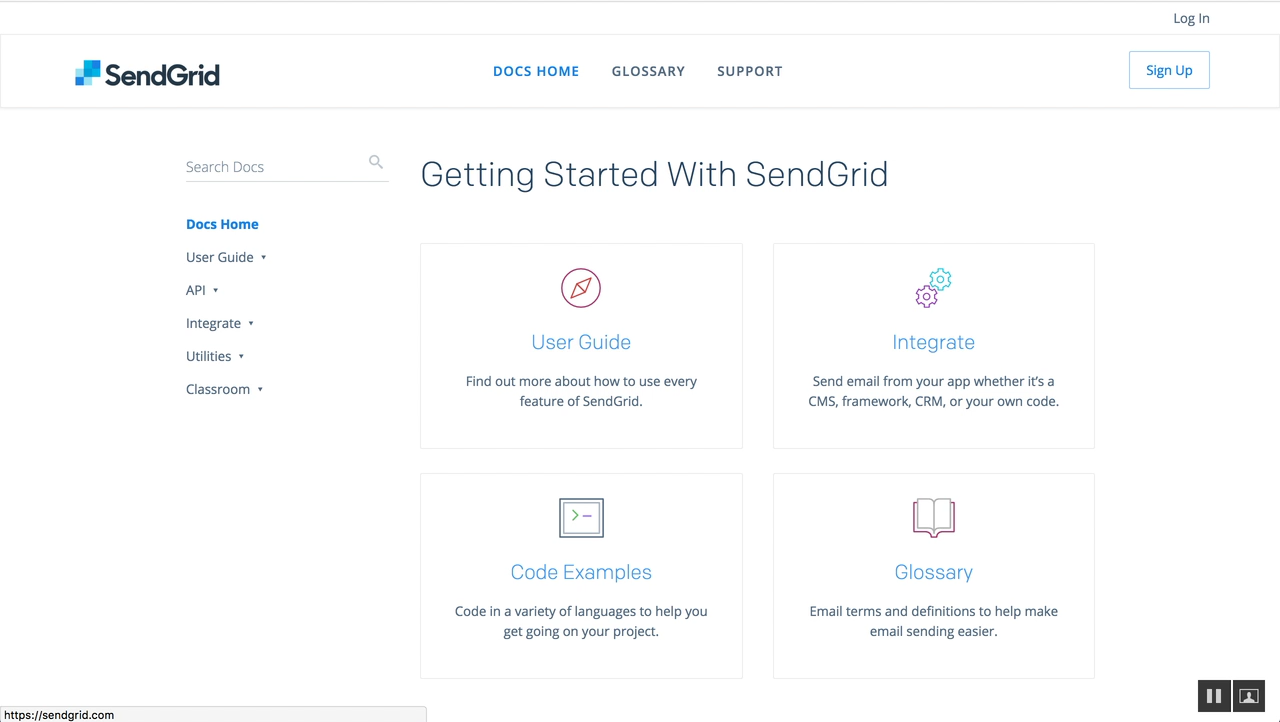 Log In
SendGrid
DOCS HOME
GLOSSARY
SUPPORT
Sign Up
Search Docs
Docs Home
User Guide
API
Integrate
Utilities
Classroom
Getting Started With SendGrid
User Guide
Find out more about how to use every
feature of SendGrid.
Integrate
Send email from your app whether it's a
CMS, framework, CRM, or your own code.
Code Examples
Code in a variety of languages to help you
get going on your project.
Glossary
Email terms and definitions to help make
email sending easier.
https://sendgrid.com